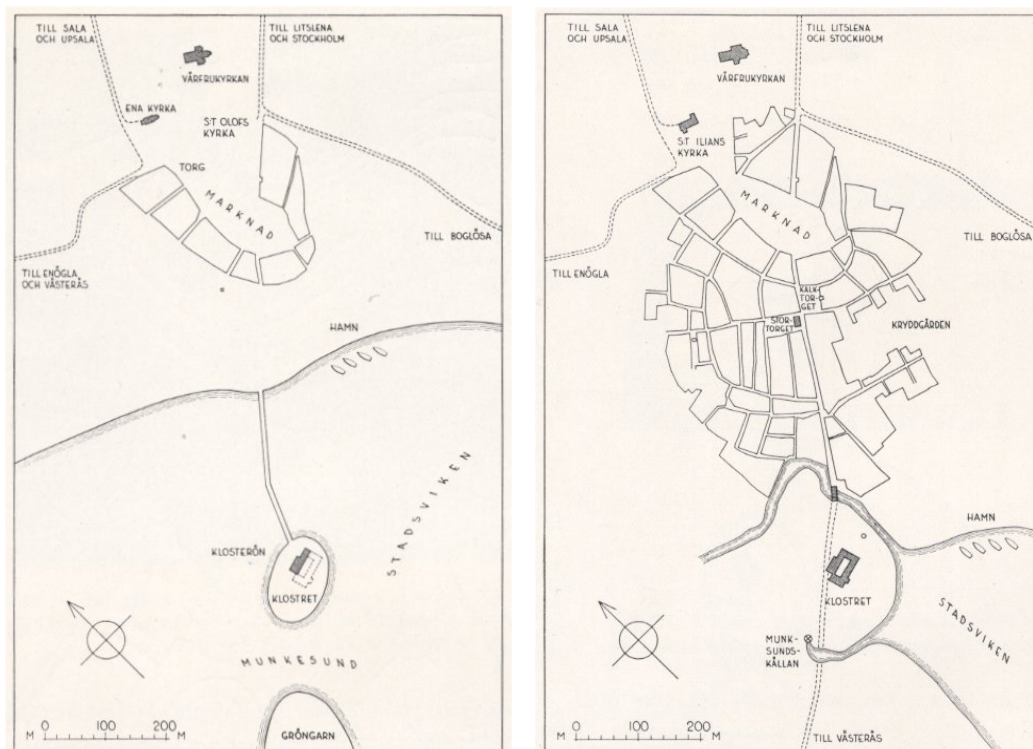 TILL SALA
OCH UPSALA
TILL LITSLENA
OCH STOCKHOLM
VÅRFRUKYRKAN
ENA KYRKA
S:T OLOFS
KYRKA
TORG
MARKNAD
TILL BOGLÖSA
TILL ENÖGLA
OCH VÄSTERÅS
HAMN
STADSVIKEN
KLOSTERÖN
KLOSTRET
MUNKESUND
0 100 200
M M
GRÖNGARN
TILL SALA
OCH UPSALA
TILL LITSLENA
OCH STOCKHOLM
VÅRFRUKYRKAN
S:T ILIANS
KYRKA
MARKNAD
TILL BOGLÖSA
TILL ENÖGLA
KALK-
TOR-
GET
STOR-
TORGET
KRYDDGÅRDEN
HAMN
KLOSTRET
STADSVIKEN
MUNK-
SUNDS-
KÄLLAN
0 100 200
M M
TILL VÄSTERÅS